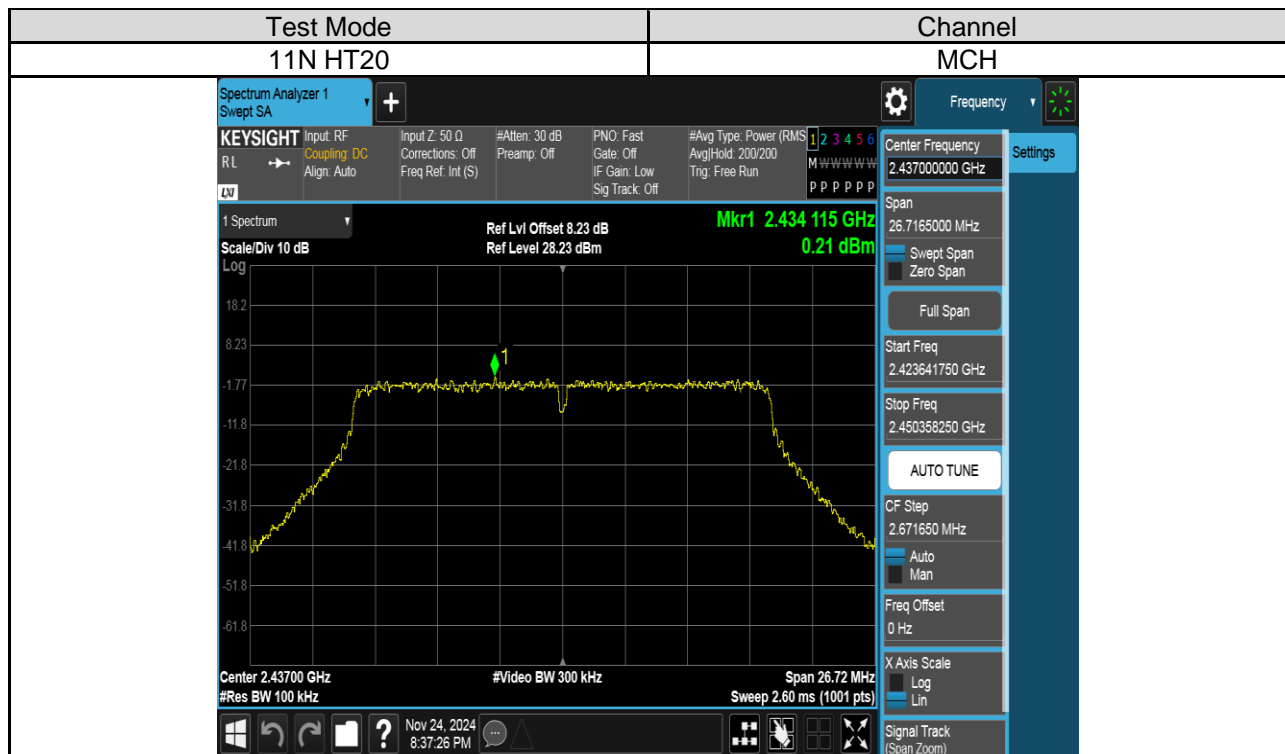 Test Mode Channel
11N HT20 MCH
Spectrum Analyzer 1
Swept SA
+
Frequency
KEYSIGHT
R L
LXI
Input: RF
Coupling: DC
Align: Auto
Input Z: 50 Ω
Corrections: Off
Freq Ref: Int (S)
#Atten: 30 dB
Preamp: Off
PNO: Fast
Gate: Off
IF Gain: Low
Sig Track: Off
#Avg Type: Power (RMS
Avg|Hold: 200/200
Trig: Free Run
1 2 3 4 5 6
M W W W W W
P P P P P P
1 Spectrum
Scale/Div 10 dB
Ref Lvl Offset 8.23 dB
Ref Level 28.23 dBm
Mkr1 2.434 115 GHz
0.21 dBm
Log
18.2
8.23
-1.77
-11.8
-21.8
-31.8
-41.8
-51.8
-61.8
1
Center 2.43700 GHz
#Res BW 100 kHz
#Video BW 300 kHz
Span 26.72 MHz
Sweep 2.60 ms (1001 pts)
Center Frequency
2.437000000 GHz
Settings
Span
26.7165000 MHz
Swept Span
Zero Span
Full Span
Start Freq
2.423641750 GHz
Stop Freq
2.450358250 GHz
AUTO TUNE
CF Step
2.671650 MHz
Auto
Man
Freq Offset
0 Hz
X Axis Scale
Log
Lin
Signal Track
(Span Zoom)
?
Nov 24, 2024
8:37:26 PM